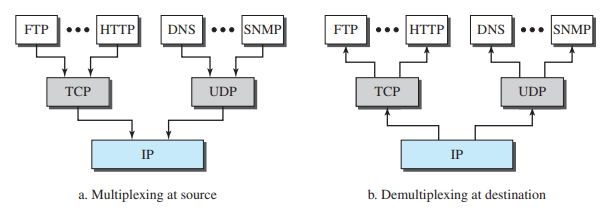 FTP ••• HTTP DNS ••• SNMP FTP ••• HTTP DNS ••• SNMP
TCP UDP TCP UDP
IP IP
a. Multiplexing at source b. Demultiplexing at destination